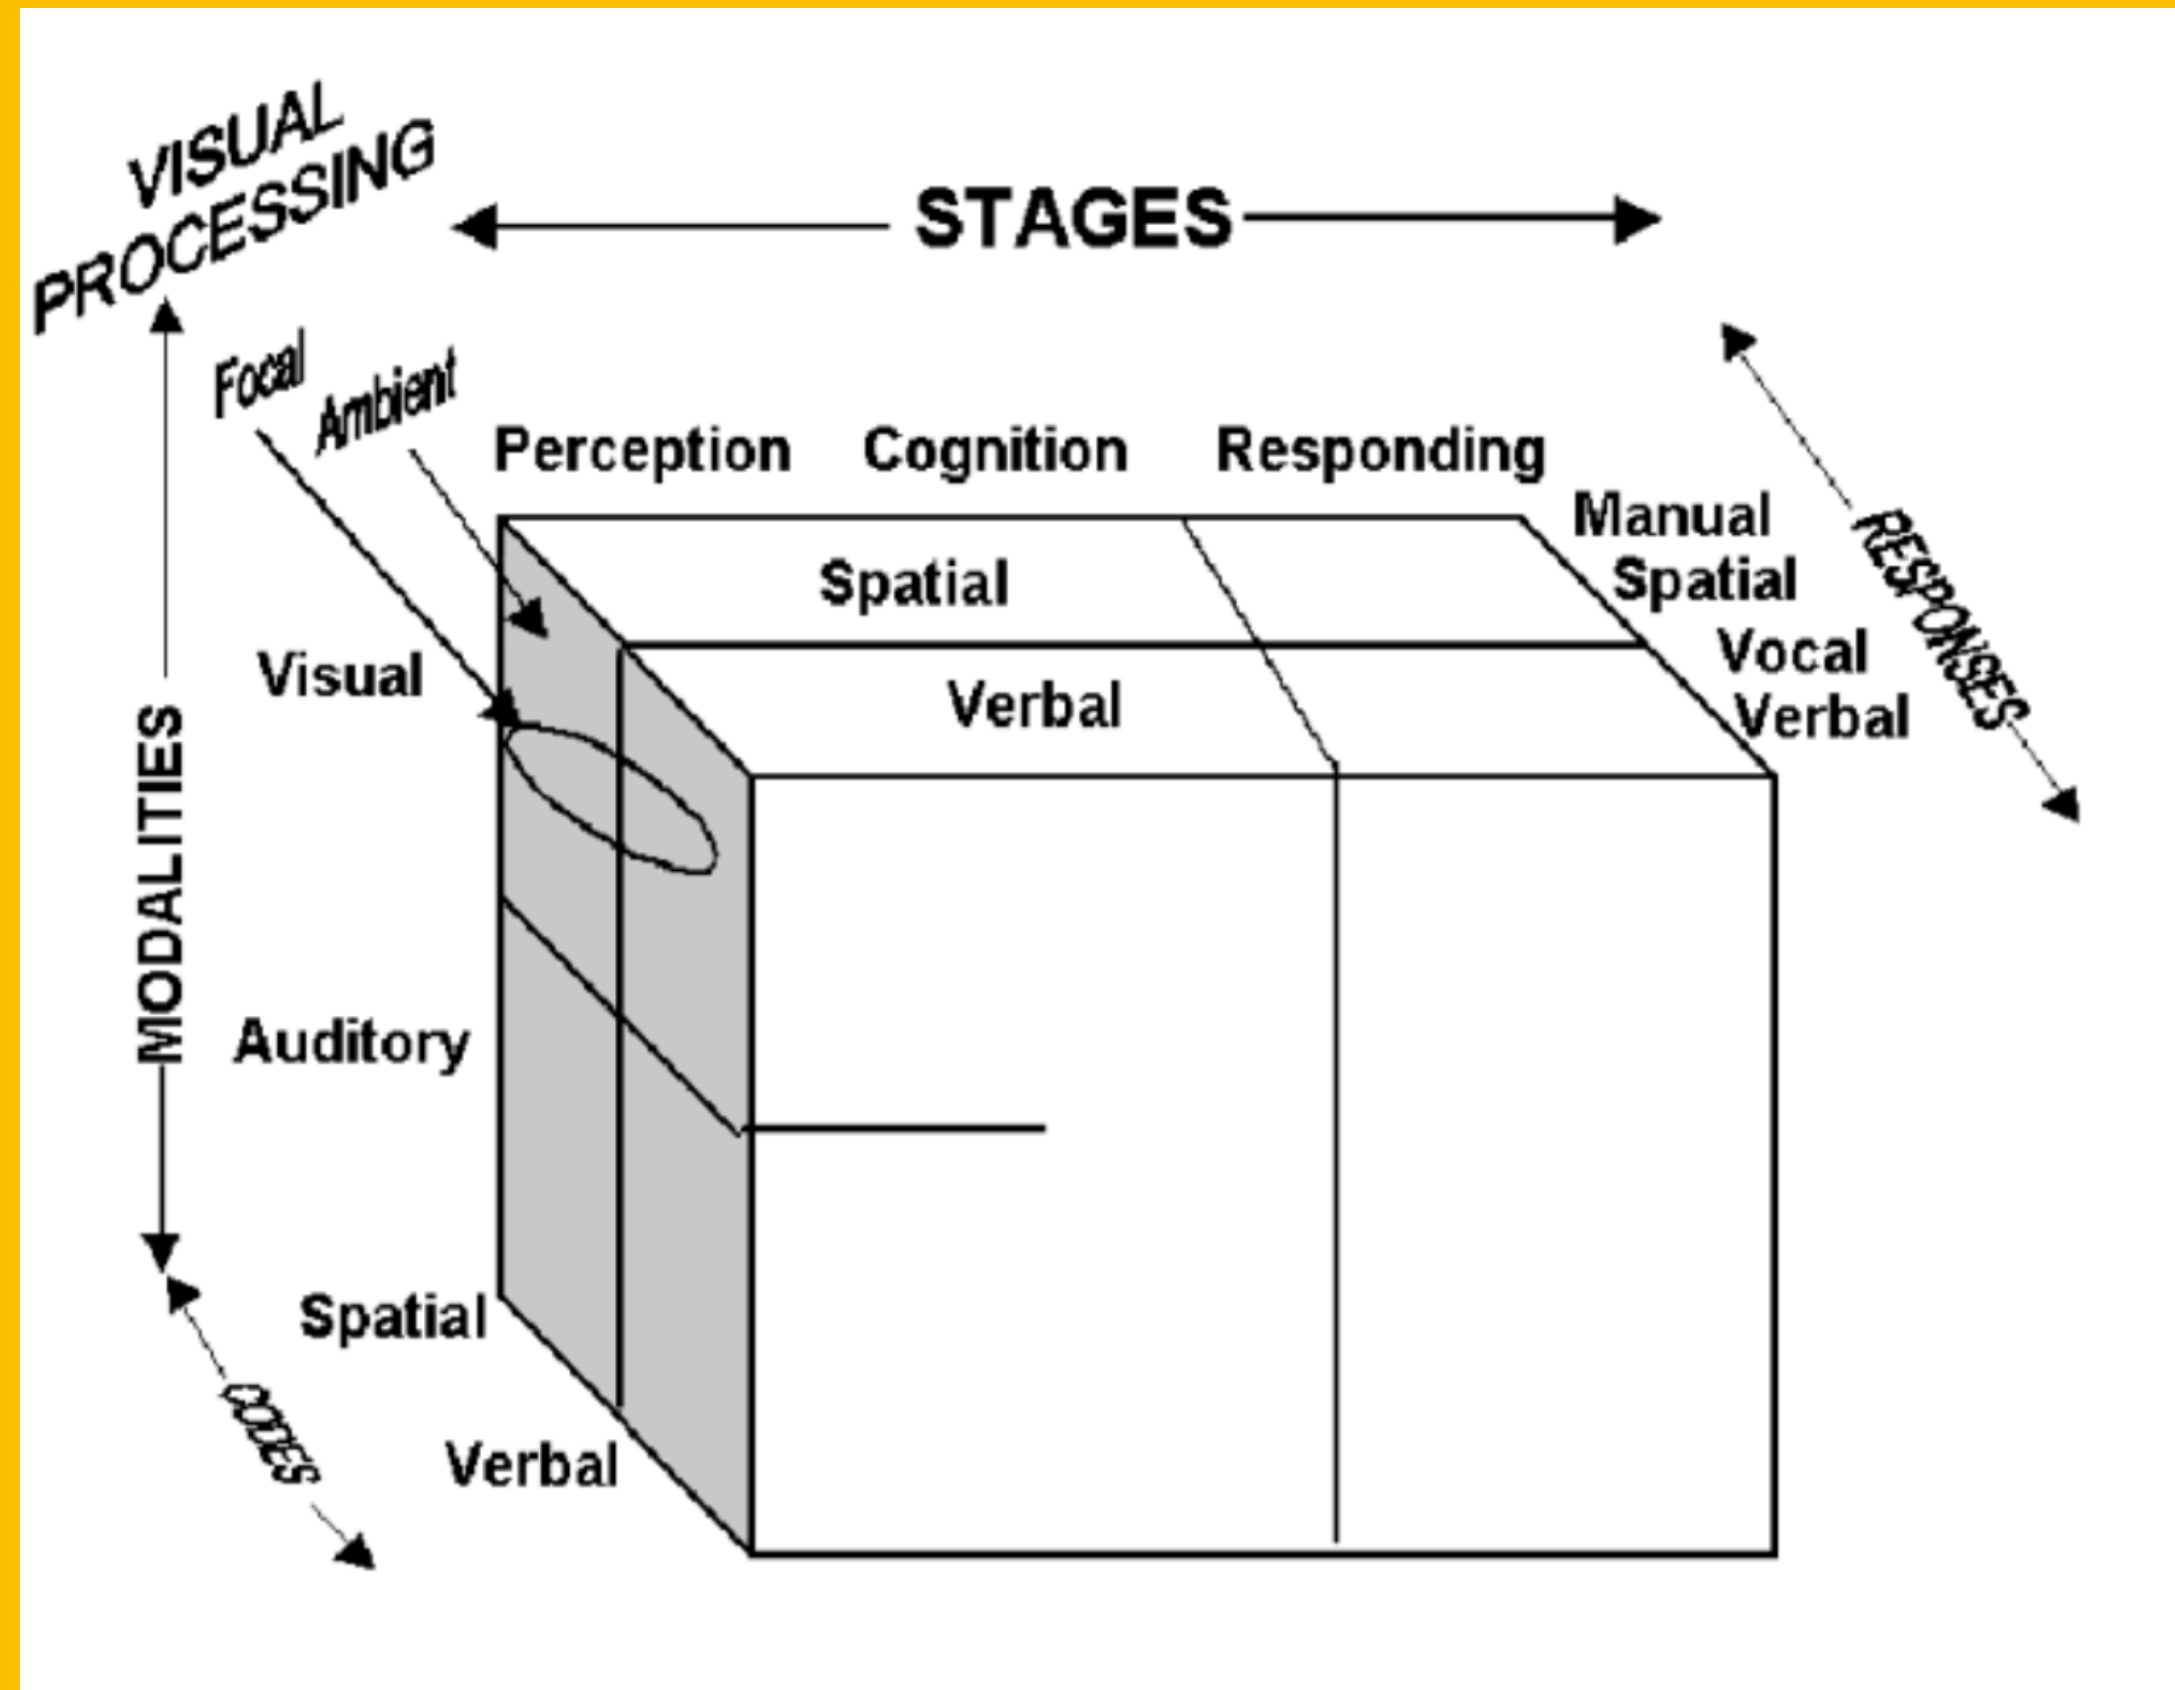 VISUAL
PROCESSING
STAGES
Focal
Ambient
Perception Cognition Responding
Manual
Spatial
Vocal
Verbal
RESPONSES
Spatial
Verbal
Visual
MODALITIES
Auditory
Spatial
CODES
Verbal